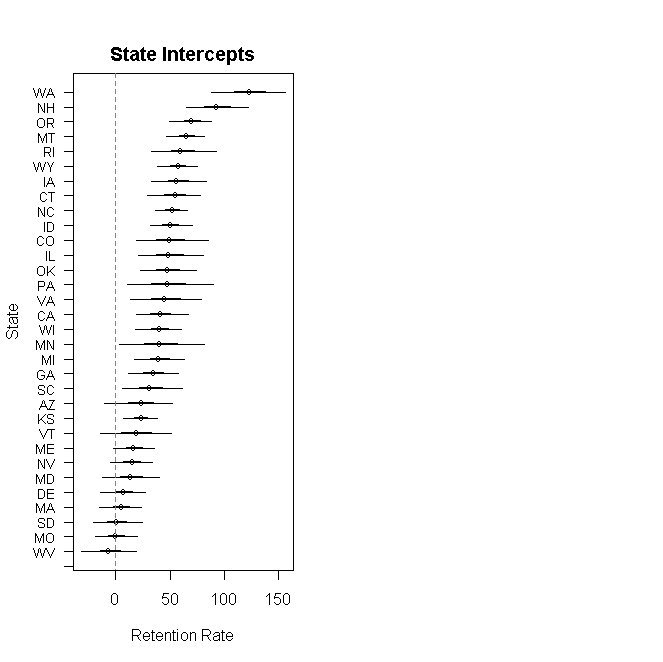 State Intercepts
WA
NH
OR
MT
RI
WY
IA
CT
NC
ID
CO
IL
OK
PA
VA
CA
WI
MN
MI
GA
SC
AZ
KS
VT
ME
NV
MD
DE
MA
SD
MO
WV
State
0 50 100 150
Retention Rate